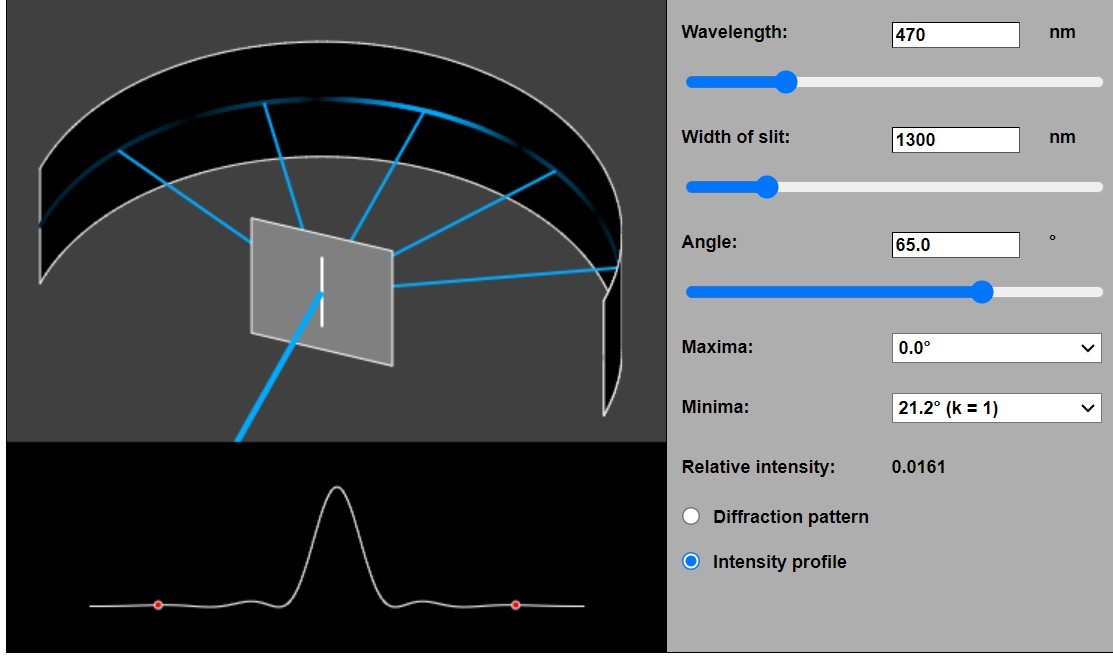 Wavelength: 470 nm
Width of slit: 1300 nm
Angle: 65.0 °
Maxima: 0.0°
Minima: 21.2° (k = 1)
Relative intensity: 0.0161
Diffraction pattern
Intensity profile